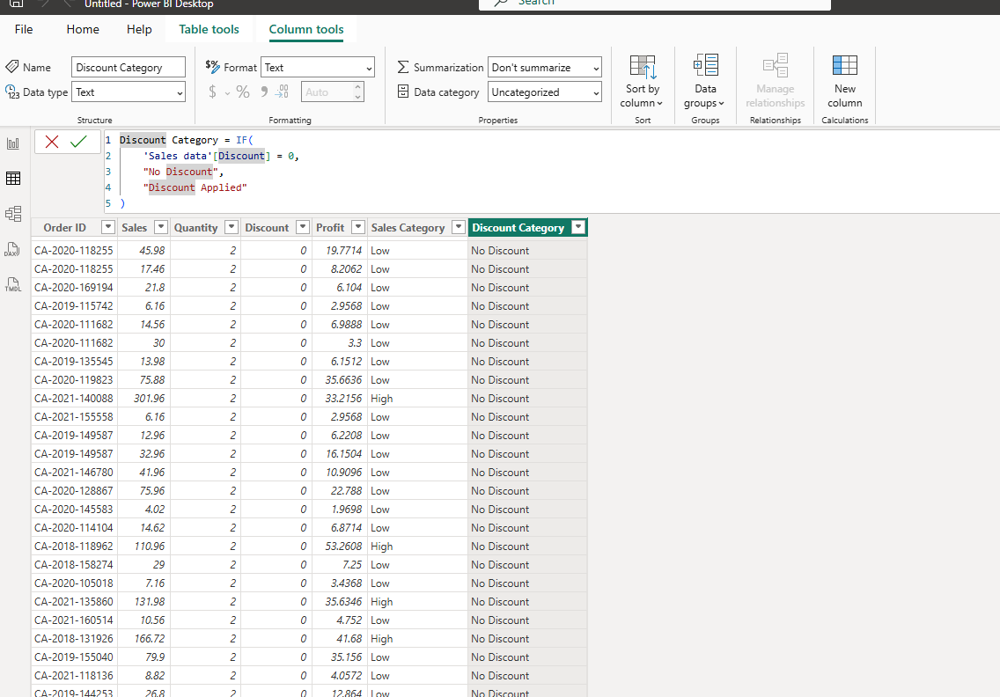 Untitled - Power BI Desktop
Search
File Home Help Table tools Column tools
Name Discount Category
Data type Text
Structure
Format Text
$ % Auto
Formatting
Summarization Don't summarize
Data category Uncategorized
Properties
Sort by
column
Sort
Data
groups
Groups
Manage
relationships
Relationships
New
column
Calculations
1 Discount Category = IF(
2 'Sales data'[Discount] = 0,
3 "No Discount",
4 "Discount Applied"
5 )
DAX
TMDL
Order ID Sales Quantity Discount Profit Sales Category Discount Category
CA-2020-118255 45.98 2 0 19.7714 Low No Discount
CA-2020-118255 17.46 2 0 8.2062 Low No Discount
CA-2020-169194 21.8 2 0 6.104 Low No Discount
CA-2019-115742 6.16 2 0 2.9568 Low No Discount
CA-2020-111682 14.56 2 0 6.9888 Low No Discount
CA-2020-111682 30 2 0 3.3 Low No Discount
CA-2019-135545 13.98 2 0 6.1512 Low No Discount
CA-2020-119823 75.88 2 0 35.6636 Low No Discount
CA-2021-140088 301.96 2 0 33.2156 High No Discount
CA-2021-155558 6.16 2 0 2.9568 Low No Discount
CA-2019-149587 12.96 2 0 6.2208 Low No Discount
CA-2019-149587 32.96 2 0 16.1504 Low No Discount
CA-2021-146780 41.96 2 0 10.9096 Low No Discount
CA-2020-128867 75.96 2 0 22.788 Low No Discount
CA-2020-145583 4.02 2 0 1.9698 Low No Discount
CA-2020-114104 14.62 2 0 6.8714 Low No Discount
CA-2018-118962 110.96 2 0 53.2608 High No Discount
CA-2018-158274 29 2 0 7.25 Low No Discount
CA-2020-105018 7.16 2 0 3.4368 Low No Discount
CA-2021-135860 131.98 2 0 35.6346 High No Discount
CA-2021-160514 10.56 2 0 4.752 Low No Discount
CA-2018-131926 166.72 2 0 41.68 High No Discount
CA-2019-155040 79.9 2 0 35.156 Low No Discount
CA-2021-118136 8.82 2 0 4.0572 Low No Discount
CA-2019-144253 26.8 2 0 12.864 Low No Discount